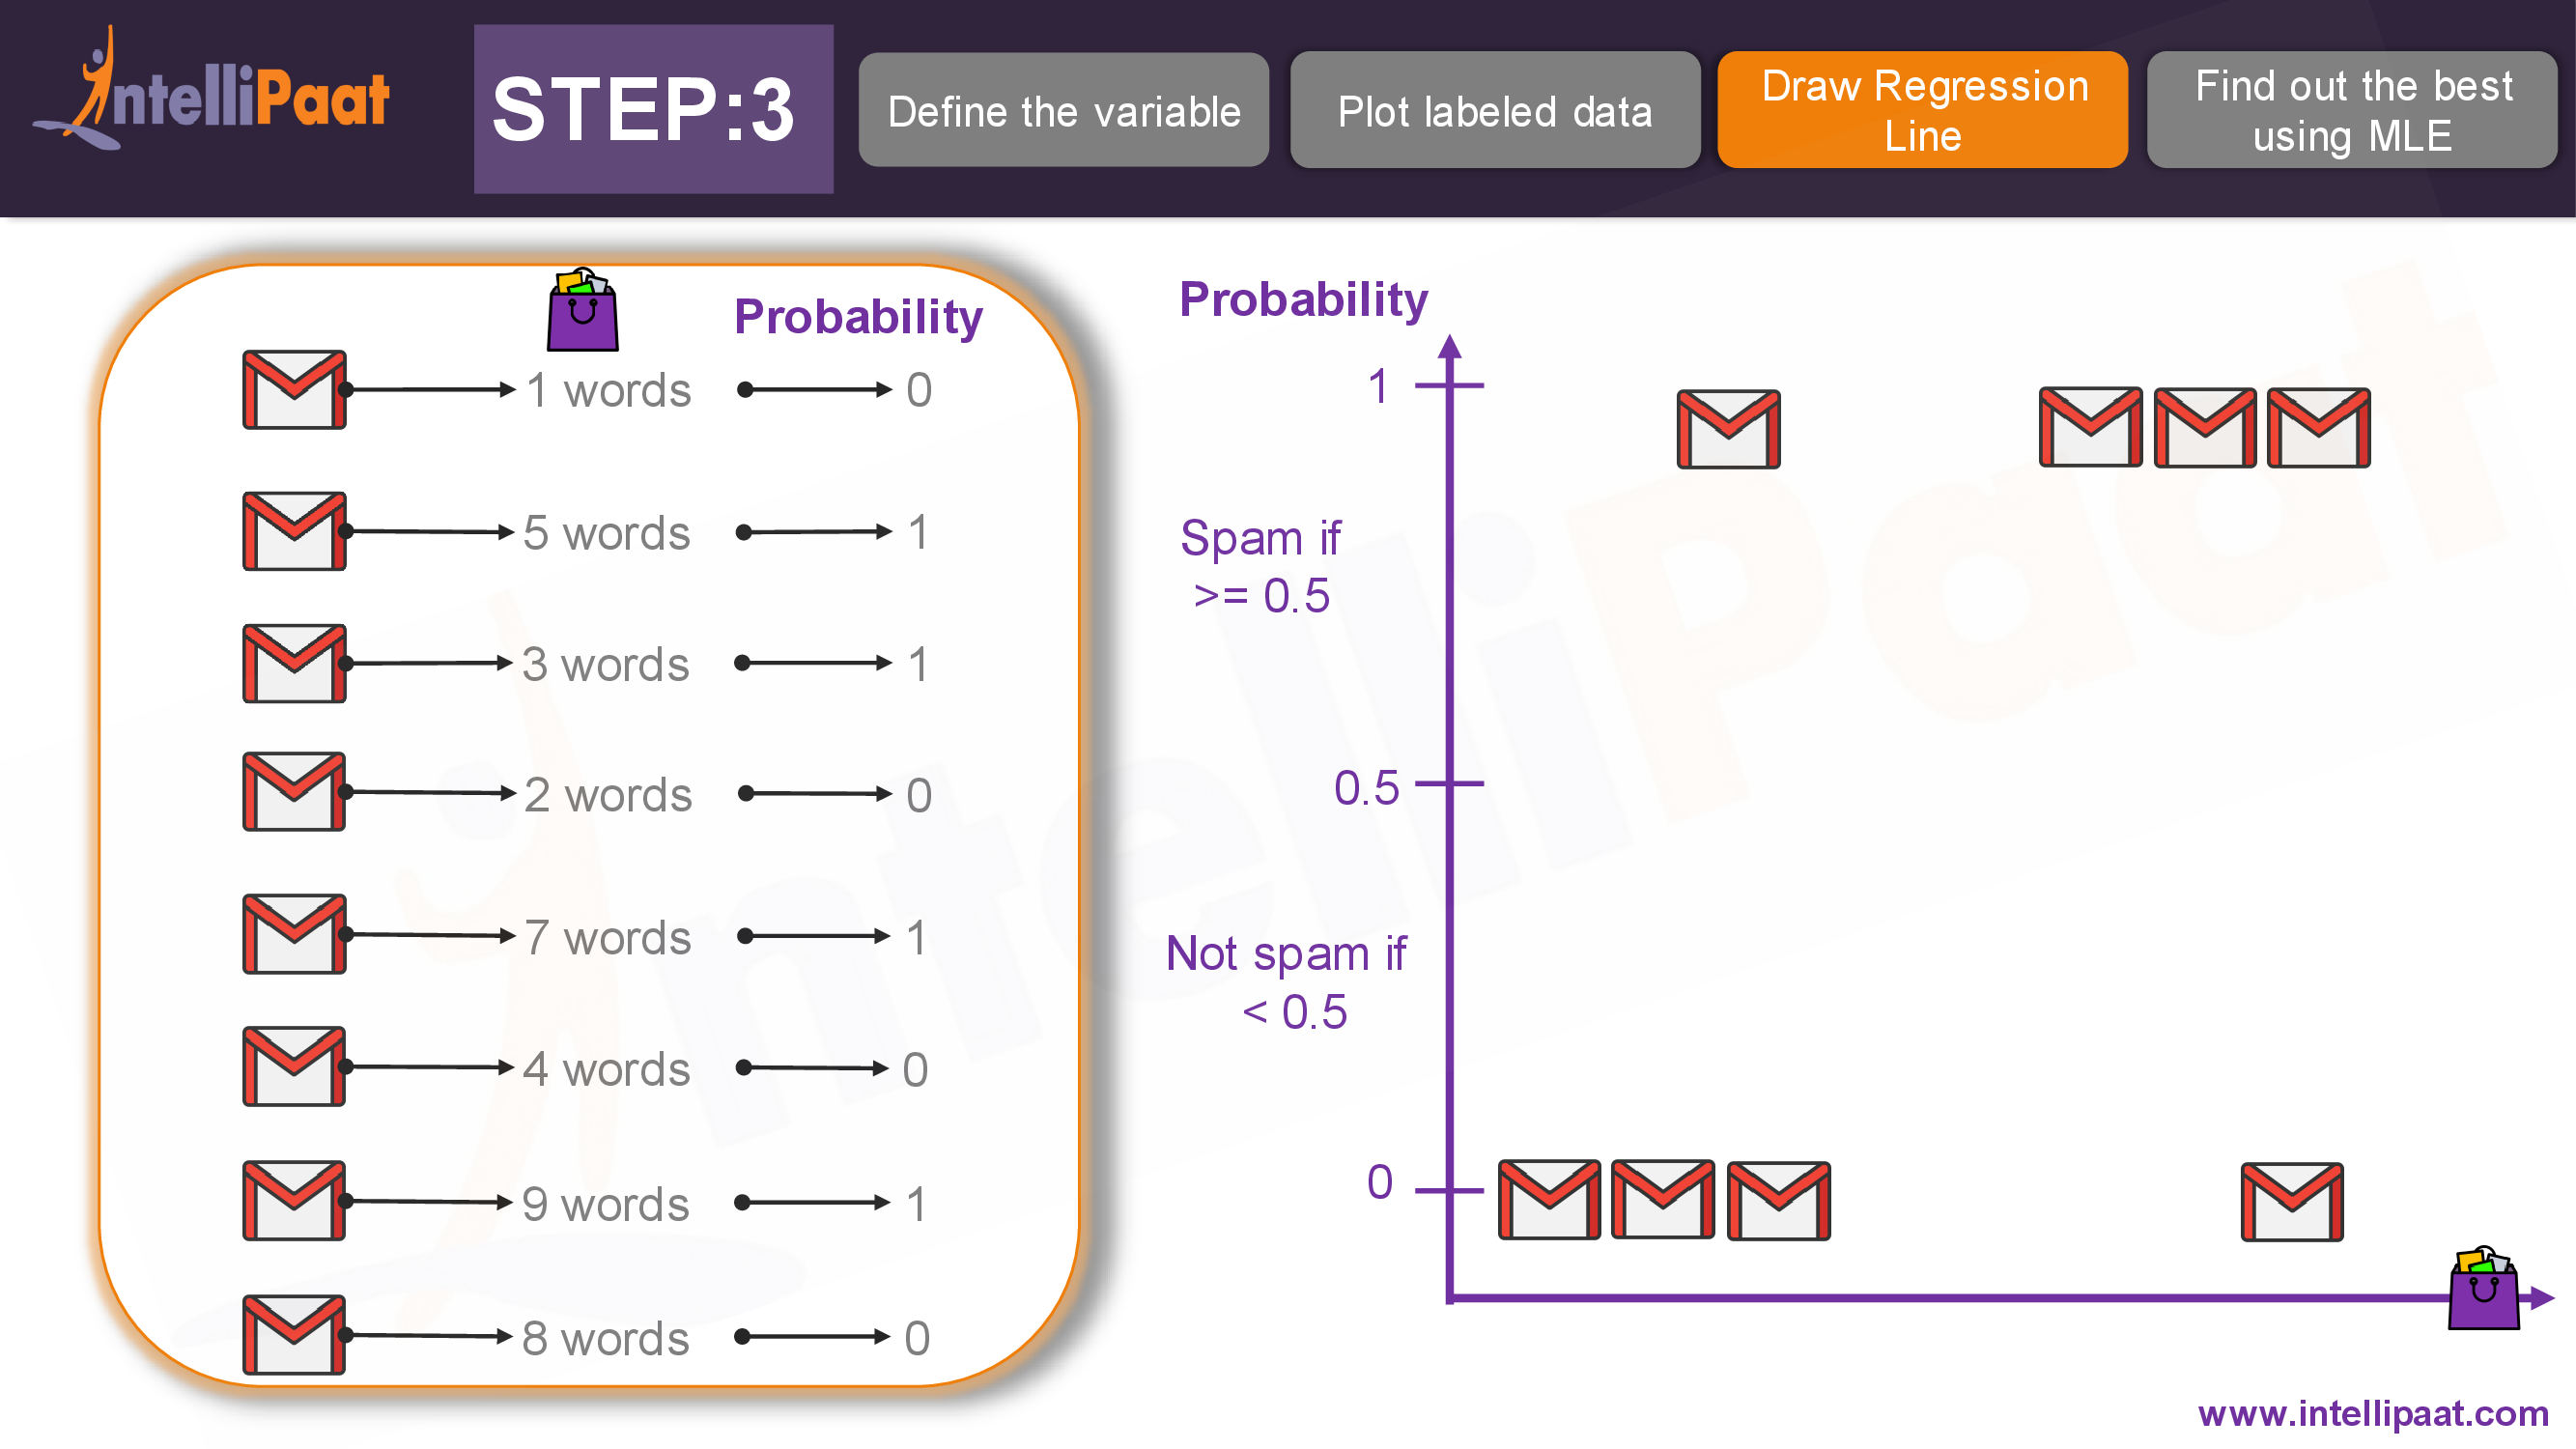 IntelliPaat
STEP:3
Define the variable
Plot labeled data
Draw Regression
Line
Find out the best
using MLE
Probability
1 words 0
5 words 1
3 words 1
2 words 0
7 words 1
4 words 0
9 words 1
8 words 0
Probability
1
Spam if
>= 0.5
0.5
Not spam if
< 0.5
0
IntelliPaat
www.intellipaat.com